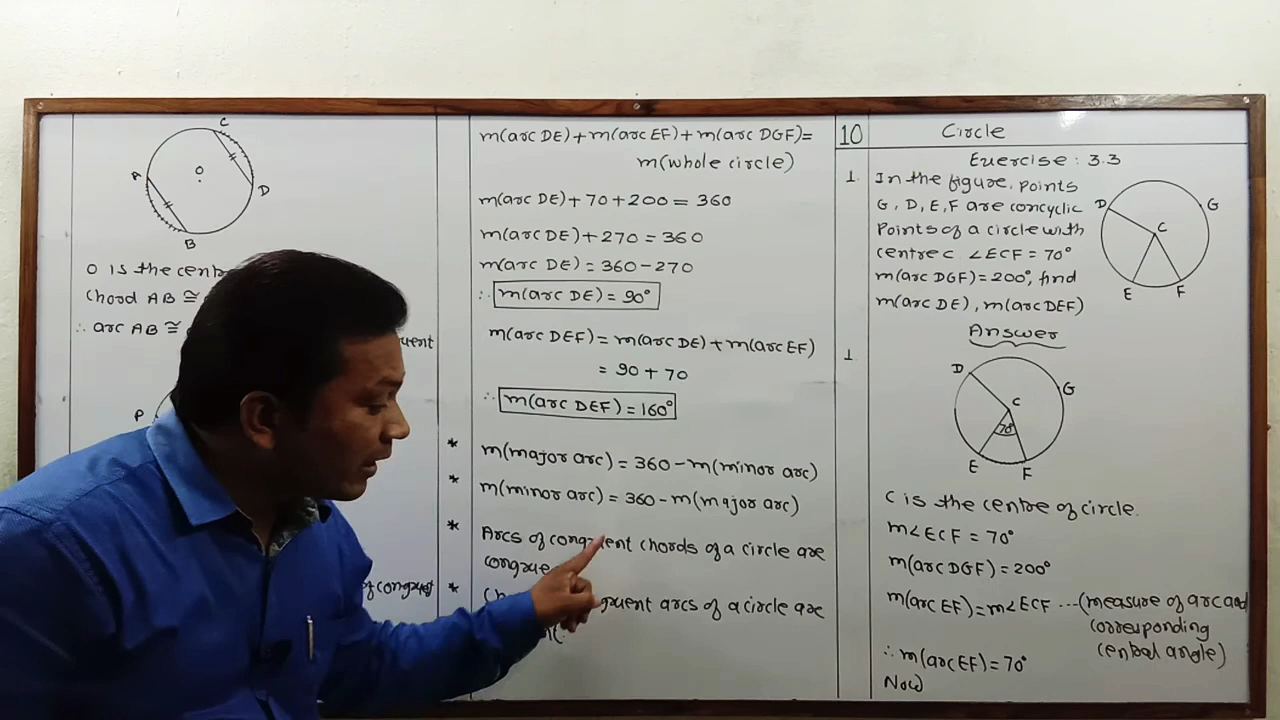 10 Circle
Exercise : 3.3
1. In the figure, points
G, D, E, F are concyclic
Points of a circle with
centre C ∠ECF = 70°
m(arc DGF) = 200°, find
m(arc DE), m(arc DEF)
D
G
C
E
F
Answer
1
D
G
C
70°
E
F
C is the centre of circle.
m∠ECF = 70°
m(arc DGF) = 200°
m(arc EF) = m∠ECF ---(measure of arc and
corresponding
central angle)
∴ m(arc EF) = 70°
Now
m(arc DE) + m(arc EF) + m(arc DGF) =
m(whole circle)
m(arc DE) + 70 + 200 = 360
m(arc DE) + 270 = 360
m(arc DE) = 360 - 270
∴ m(arc DE) = 90°
m(arc DEF) = m(arc DE) + m(arc EF)
= 90 + 70
∴ m(arc DEF) = 160°
* m(major arc) = 360 - m(minor arc)
* m(minor arc) = 360 - m(major arc)
* Arcs of congruent chords of a circle are
* arcs of a circle are
C
O
A
D
B
O is the
Chord AB ≅
∴ arc AB ≅
P
of congruent